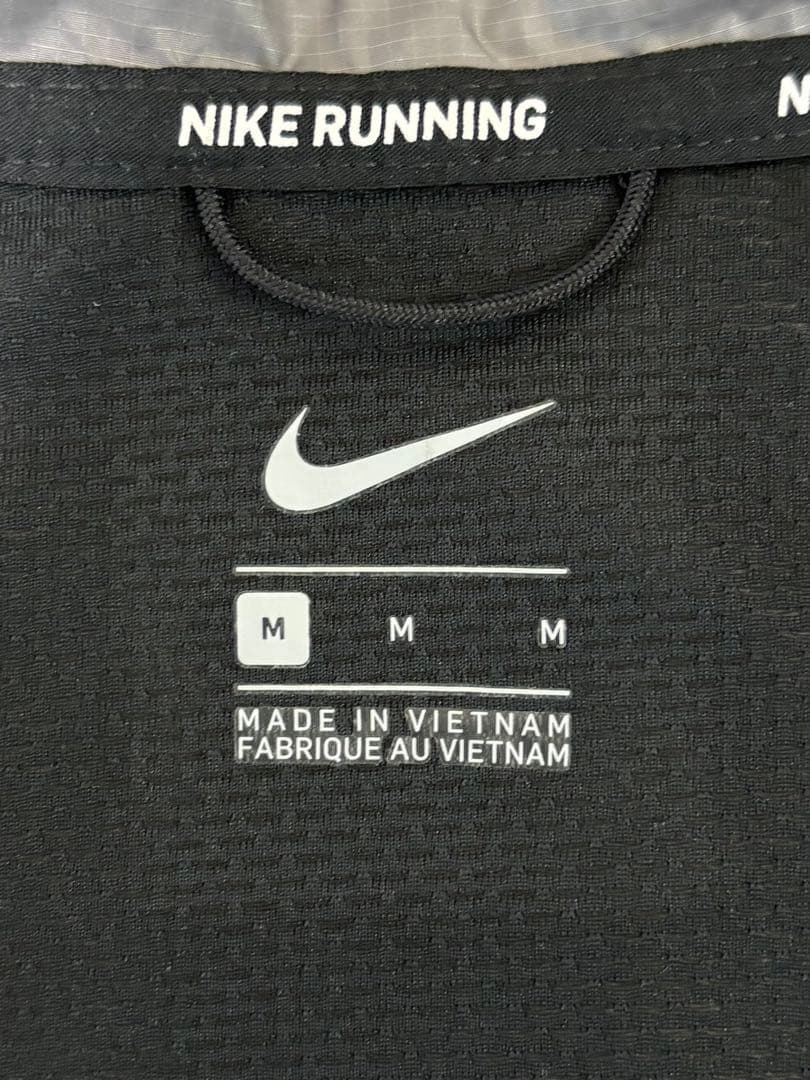 NIKE RUNNING N
M M M
MADE IN VIETNAM
FABRIQUE AU VIETNAM